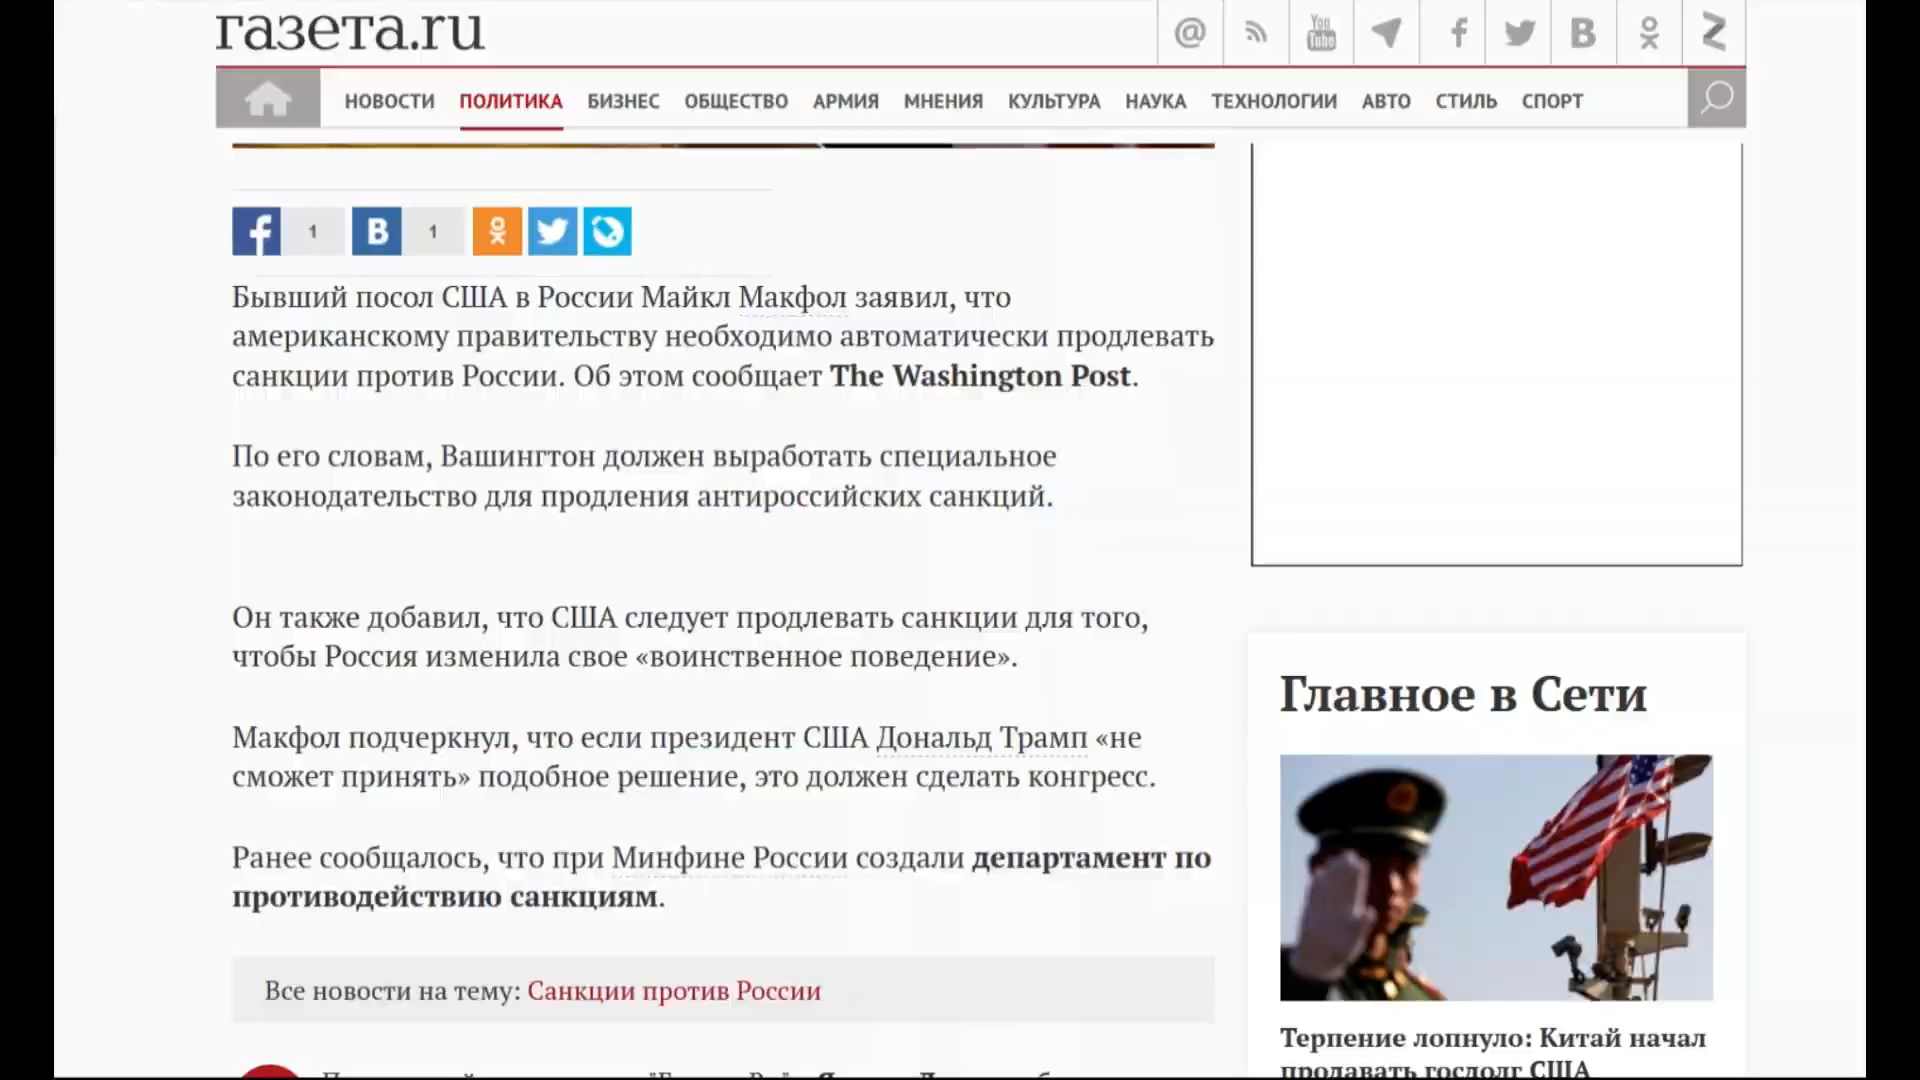 газета.ru
You
Tube
НОВОСТИ ПОЛИТИКА БИЗНЕС ОБЩЕСТВО АРМИЯ МНЕНИЯ КУЛЬТУРА НАУКА ТЕХНОЛОГИИ АВТО СТИЛЬ СПОРТ
1 1
Бывший посол США в России Майкл Макфол заявил, что
американскому правительству необходимо автоматически продлевать
санкции против России. Об этом сообщает The Washington Post.
По его словам, Вашингтон должен выработать специальное
законодательство для продления антироссийских санкций.
Он также добавил, что США следует продлевать санкции для того,
чтобы Россия изменила свое «воинственное поведение».
Макфол подчеркнул, что если президент США Дональд Трамп «не
сможет принять» подобное решение, это должен сделать конгресс.
Ранее сообщалось, что при Минфине России создали департамент по
противодействию санкциям.
Все новости на тему: Санкции против России
Главное в Сети
Терпение лопнуло: Китай начал
продавать госдолг США